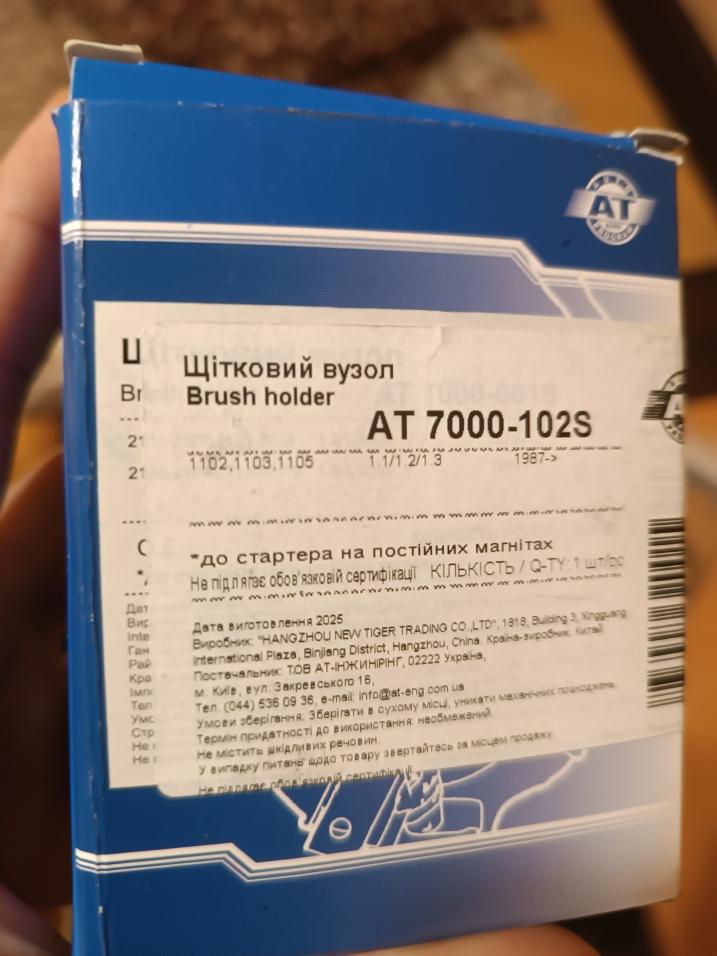 AT
Щітковий вузол
Brush holder
AT 7000-102S
1102,1103,1105 1.1/1.2/1.3 1987->
*до стартера на постійних магнітах
Не підлягає обов'язковій сертифікації КІЛЬКІСТЬ / Q-TY: 1 шт/pc
Дата виготовлення 2025
Виробник: "HANGZHOU NEW TIGER TRADING CO.,LTD", 1818, Building 3, Xingguang
International Plaza, Binjiang District, Hangzhou, China. Країна-виробник: Китай
Постачальник: ТОВ АТ-ІНЖИНІРІНГ, 02222 Україна,
м. Київ, вул. Закревського 16,
Тел. (044) 536 09 36, e-mail: info@at-eng.com.ua
Умови зберігання: Зберігати в сухому місці, уникати механічних пошкоджень.
Термін придатності до використання: необмежений.
Не містить шкідливих речовин.
У випадку питань щодо товару звертайтесь за місцем продажу.
Не підлягає обов'язковій сертифікації